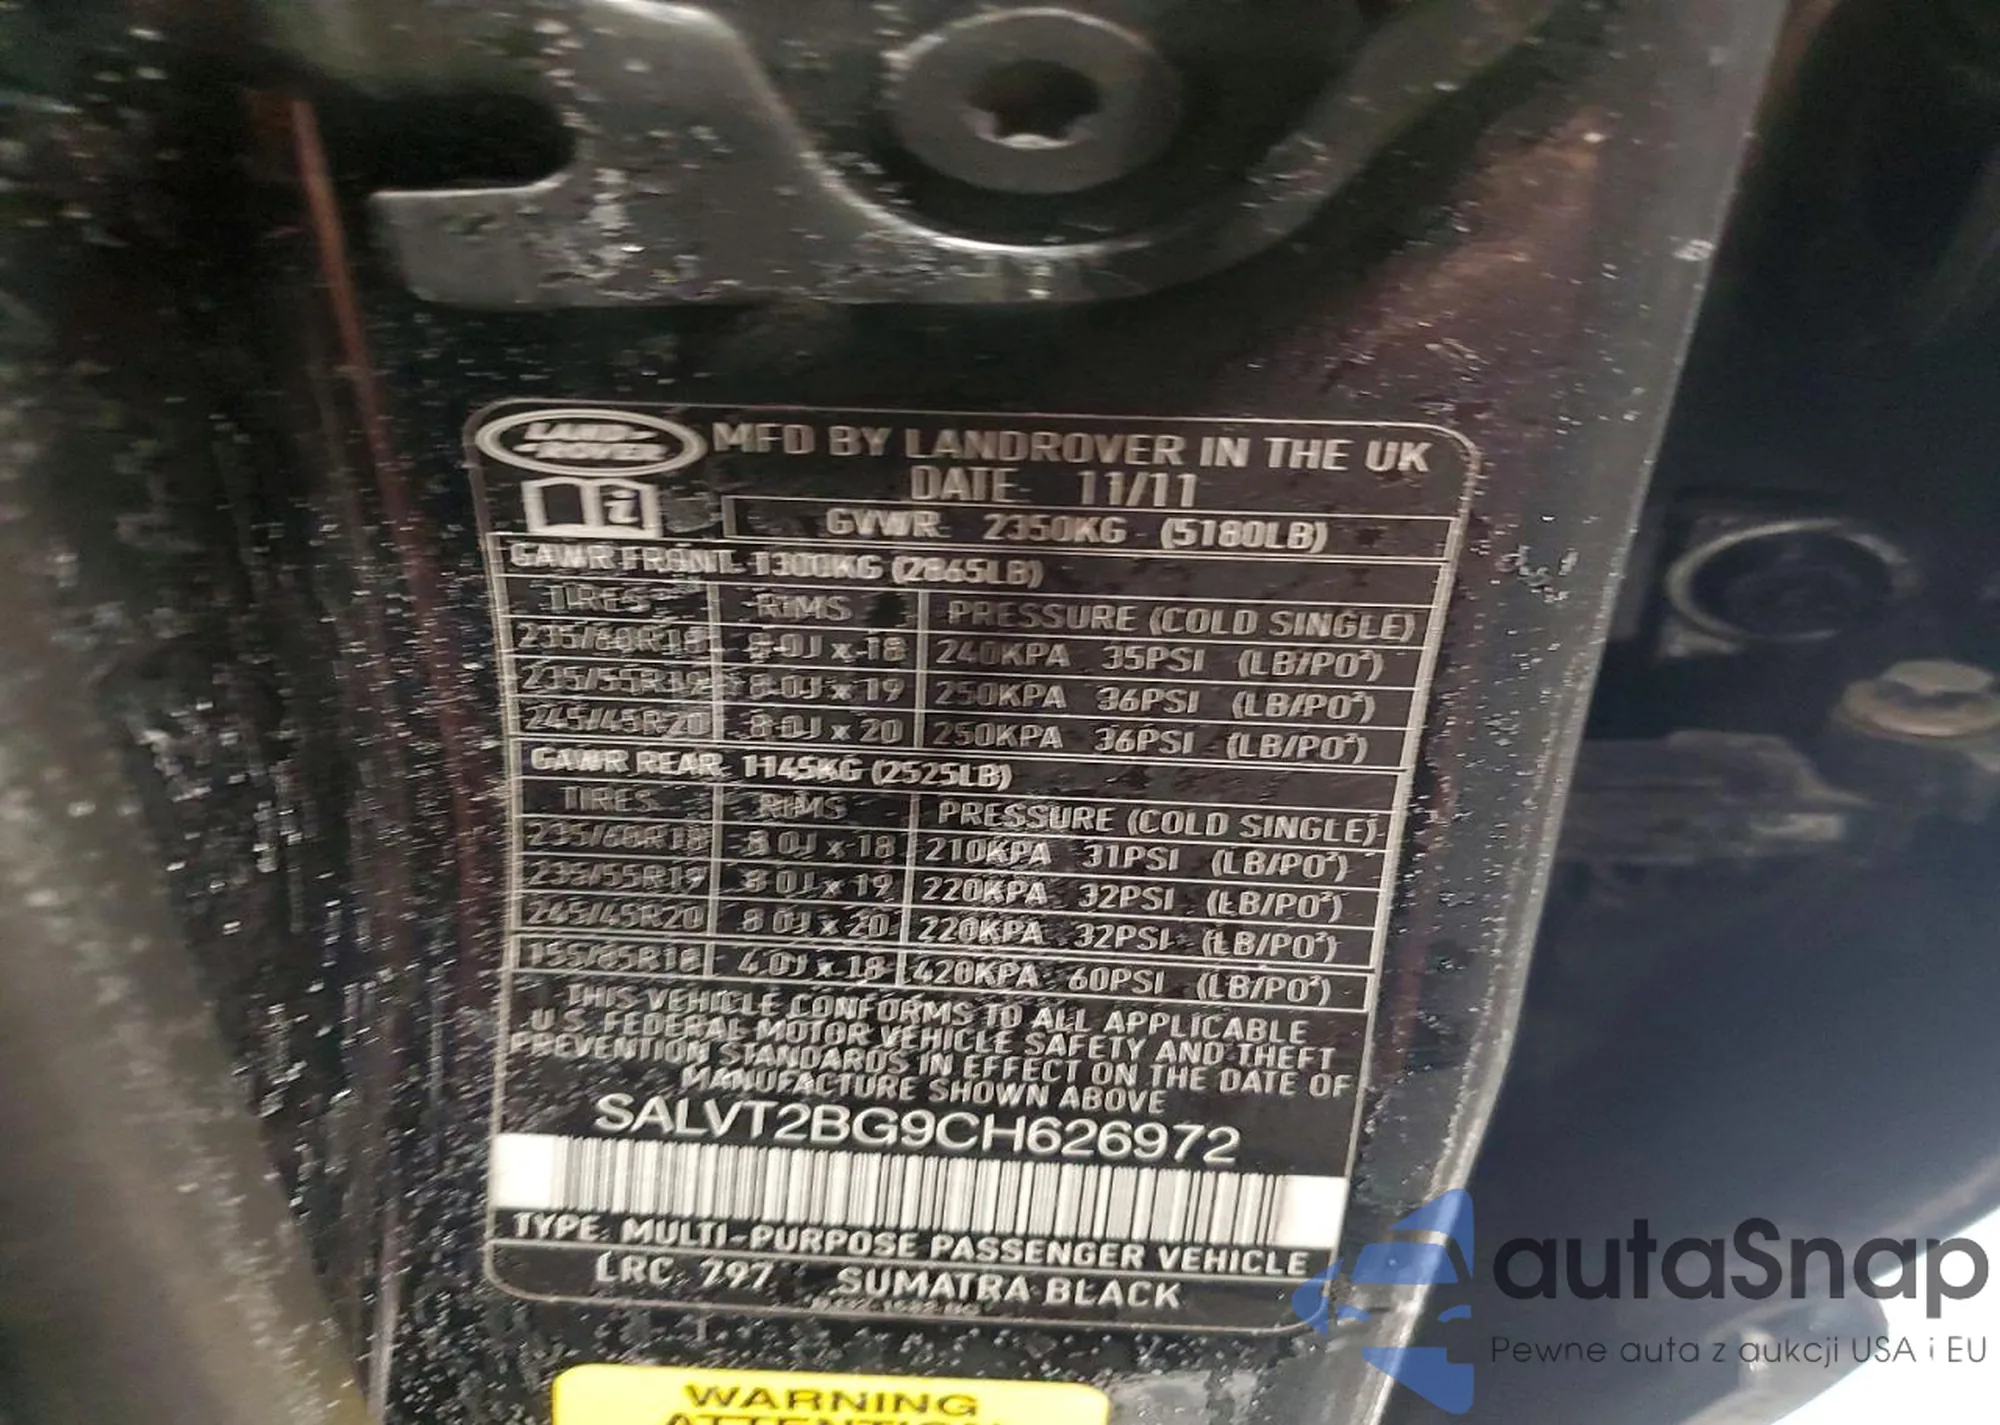 LAND-
ROVER
MFD BY LANDROVER IN THE UK
DATE 11/11
i
GVWR 2350KG (5180LB)
GAWR FRONT 1300KG (2865LB)
TIRES RIMS PRESSURE (COLD SINGLE)
235/60R18 8.0J x 18 240KPA 35PSI (LB/PO²)
235/55R19 8.0J x 19 250KPA 36PSI (LB/PO²)
245/45R20 8.0J x 20 250KPA 36PSI (LB/PO²)
GAWR REAR 1145KG (2525LB)
TIRES RIMS PRESSURE (COLD SINGLE)
235/60R18 8.0J x 18 210KPA 31PSI (LB/PO²)
235/55R19 8.0J x 19 220KPA 32PSI (LB/PO²)
245/45R20 8.0J x 20 220KPA 32PSI (LB/PO²)
155/85R18 4.0J x 18 420KPA 60PSI (LB/PO²)
THIS VEHICLE CONFORMS TO ALL APPLICABLE
U.S. FEDERAL MOTOR VEHICLE SAFETY AND THEFT
PREVENTION STANDARDS IN EFFECT ON THE DATE OF
MANUFACTURE SHOWN ABOVE
SALVT2BG9CH626972
TYPE: MULTI-PURPOSE PASSENGER VEHICLE
LRC 797 SUMATRA BLACK
WARNING
ATTENTION
autaSnap
Pewne auta z aukcji USA i EU